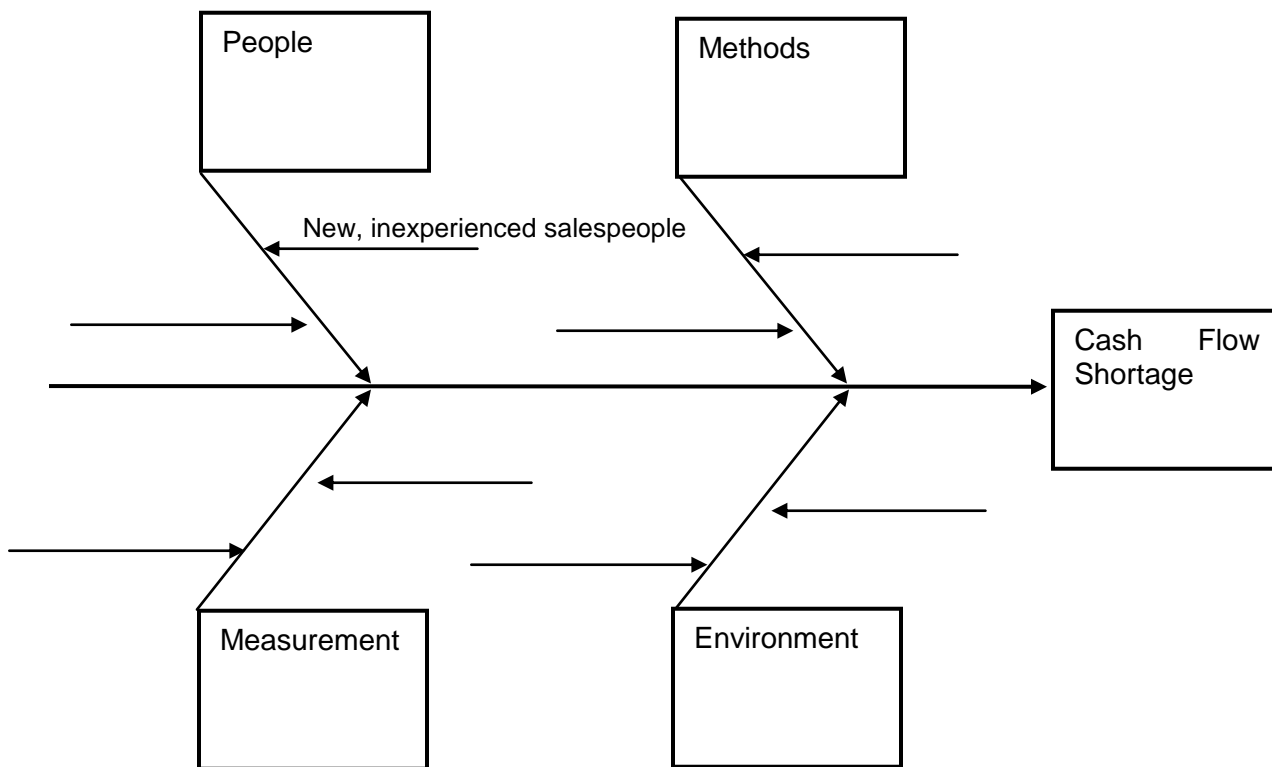 People
Methods
New, inexperienced salespeople
Cash Flow
Shortage
Measurement
Environment